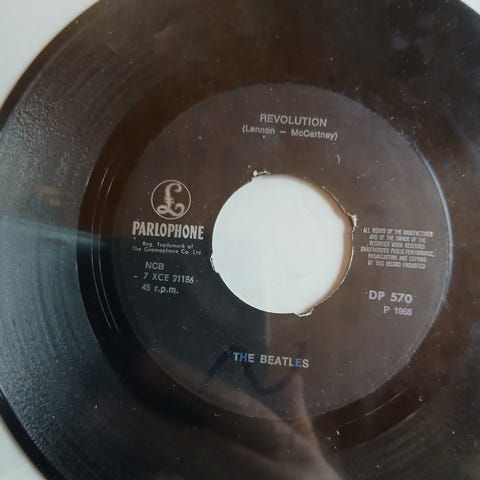 REVOLUTION
(Lennon - McCartney)
£
PARLOPHONE
Reg. Trademark of
The Gramophone Co. Ltd.
NCB
- 7 XCE 21186
45 r.p.m.
ALL RIGHTS OF THE MANUFACTURER
AND OF THE OWNER OF THE
RECORDED WORK RESERVED
UNAUTHORISED PUBLIC PERFORMANCE,
BROADCASTING AND COPYING
OF THIS RECORD PROHIBITED
DP 570
P 1968
THE BEATLES